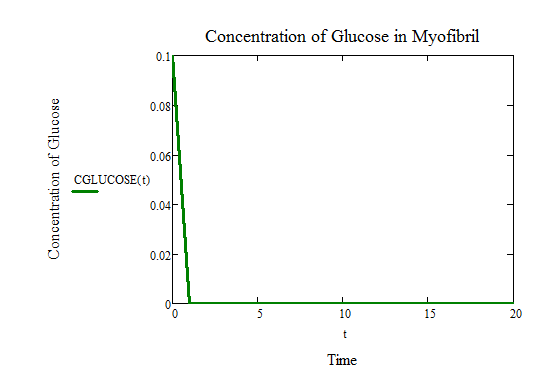 Concentration of Glucose in Myofibril
Concentration of Glucose
CGLUCOSE(t)
0.1
0.08
0.06
0.04
0.02
0
0 5 10 15 20
t
Time